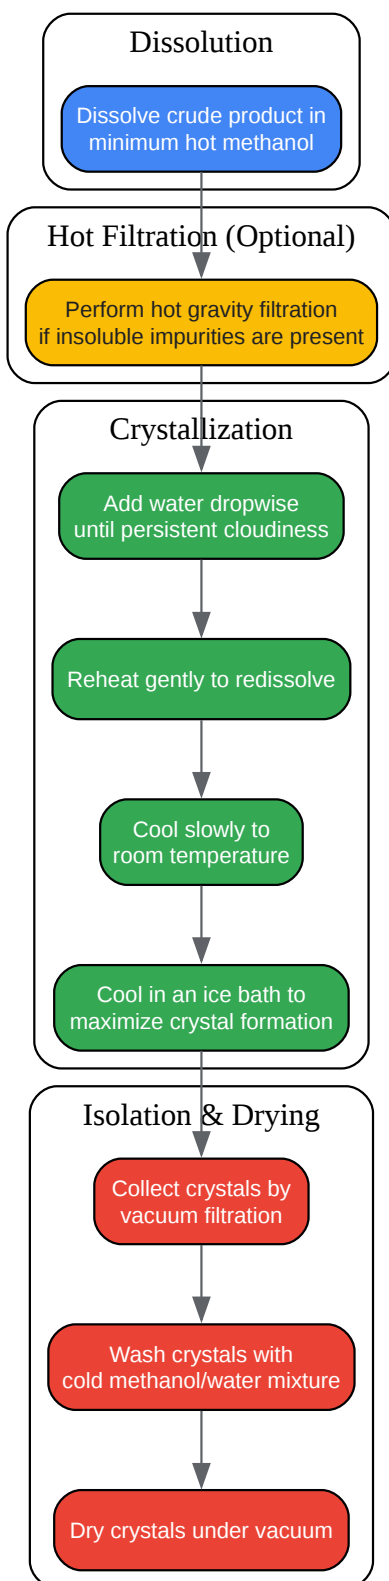 Dissolution
Dissolve crude product in
minimum hot methanol
Hot Filtration (Optional)
Perform hot gravity filtration
if insoluble impurities are present
Crystallization
Add water dropwise
until persistent cloudiness
Reheat gently to redissolve
Cool slowly to
room temperature
Cool in an ice bath to
maximize crystal formation
Isolation & Drying
Collect crystals by
vacuum filtration
Wash crystals with
cold methanol/water mixture
Dry crystals under vacuum